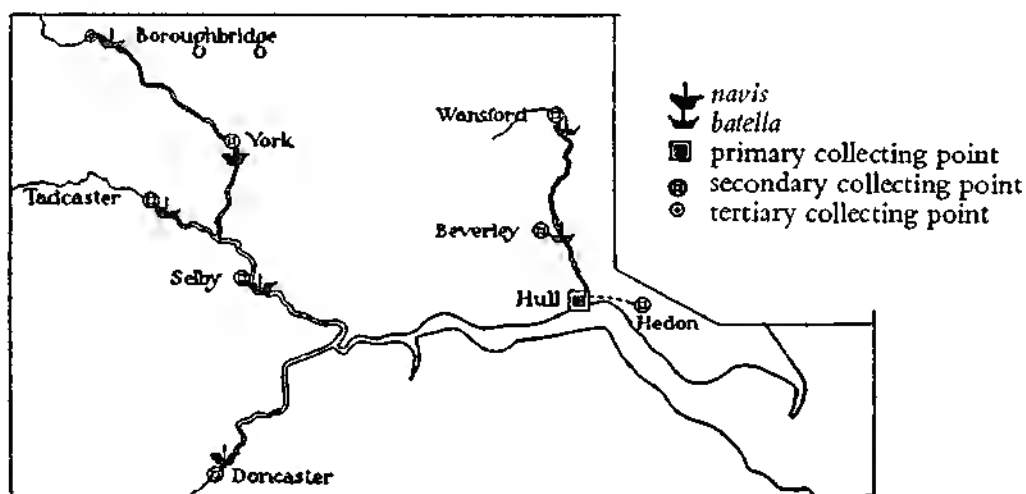 Boroughbridge
York
Wansford
Tadcaster
Beverley
Selby
Hull
Hedon
Doncaster
navis
batella
primary collecting point
secondary collecting point
tertiary collecting point